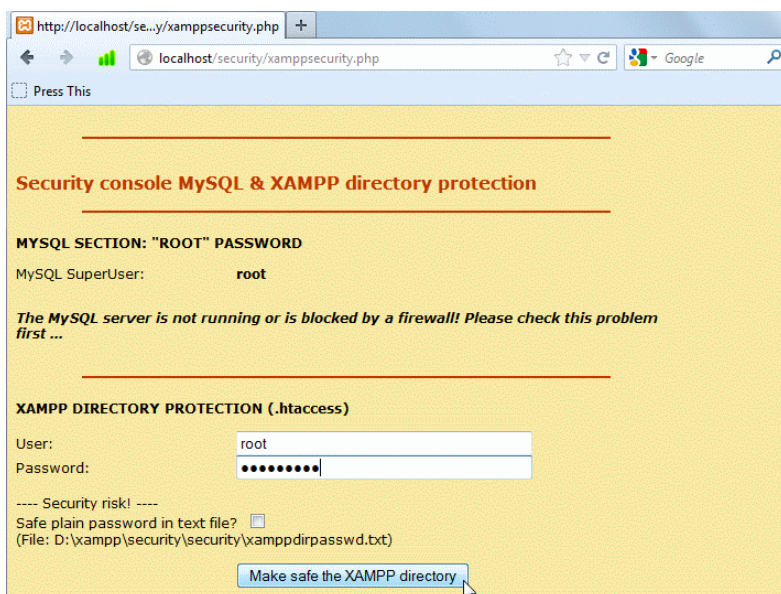 http://localhost/se...y/xamppsecurity.php +
localhost/security/xamppsecurity.php Google
Press This
Security console MySQL & XAMPP directory protection
MYSQL SECTION: "ROOT" PASSWORD
MySQL SuperUser: root
The MySQL server is not running or is blocked by a firewall! Please check this problem
first ...
XAMPP DIRECTORY PROTECTION (.htaccess)
User: root
Password: ●●●●●●●●●
---- Security risk! ----
Safe plain password in text file?
(File: D:\xampp\security\security\xamppdirpasswd.txt)
Make safe the XAMPP directory